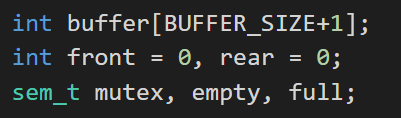 int buffer[BUFFER_SIZE+1];
int front = 0, rear = 0;
sem_t mutex, empty, full;